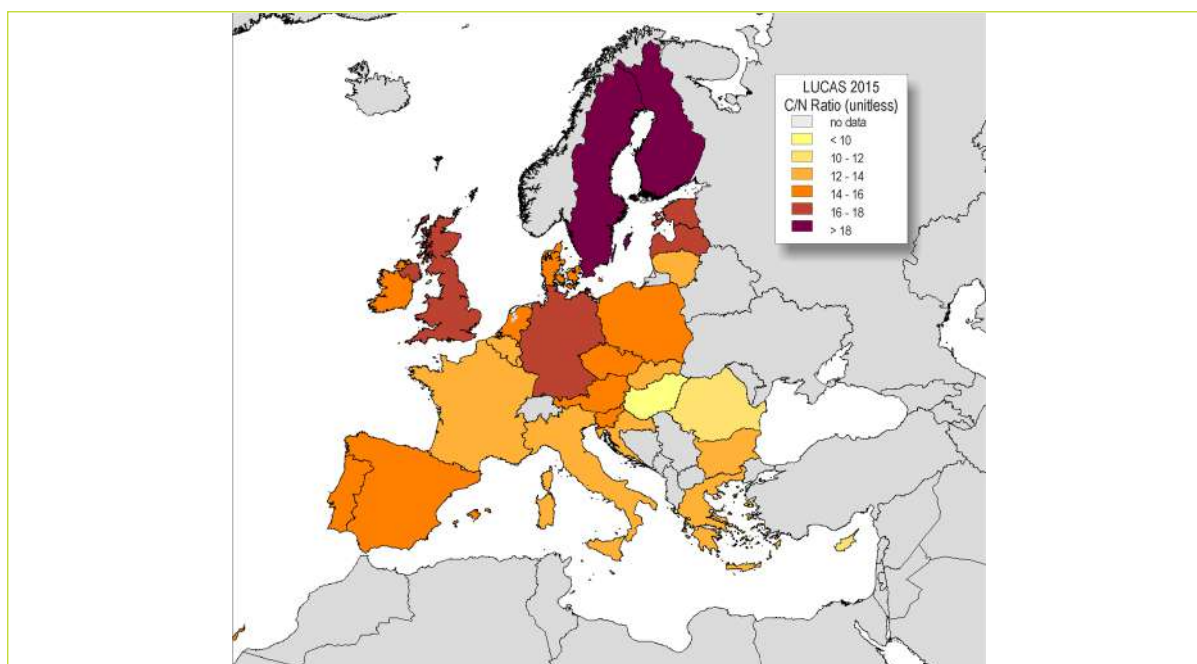 LUCAS 2015
C/N Ratio (unitless)
no data
< 10
10 - 12
12 - 14
14 - 16
16 - 18
> 18